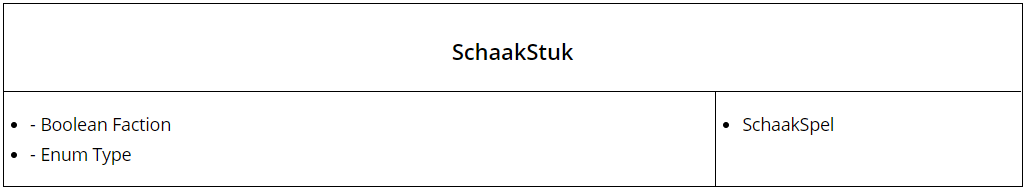 SchaakStuk
- Boolean Faction
- Enum Type
SchaakSpel